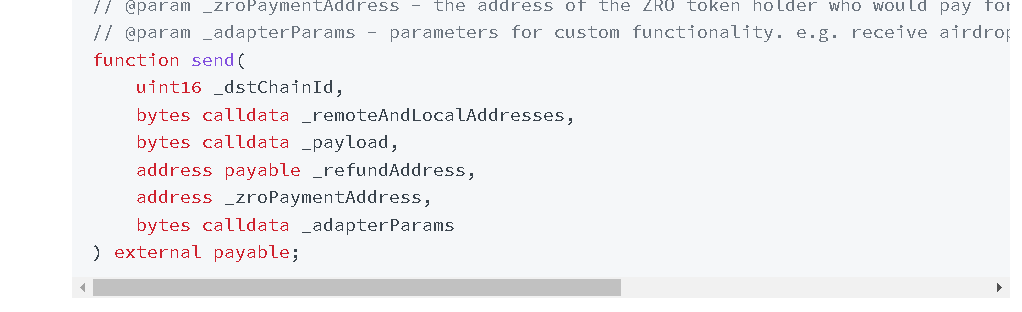 // @param _zroPaymentAddress - the address of the ZRO token holder who would pay for
// @param _adapterParams - parameters for custom functionality. e.g. receive airdrop
function send(
    uint16 _dstChainId,
    bytes calldata _remoteAndLocalAddresses,
    bytes calldata _payload,
    address payable _refundAddress,
    address _zroPaymentAddress,
    bytes calldata _adapterParams
) external payable;